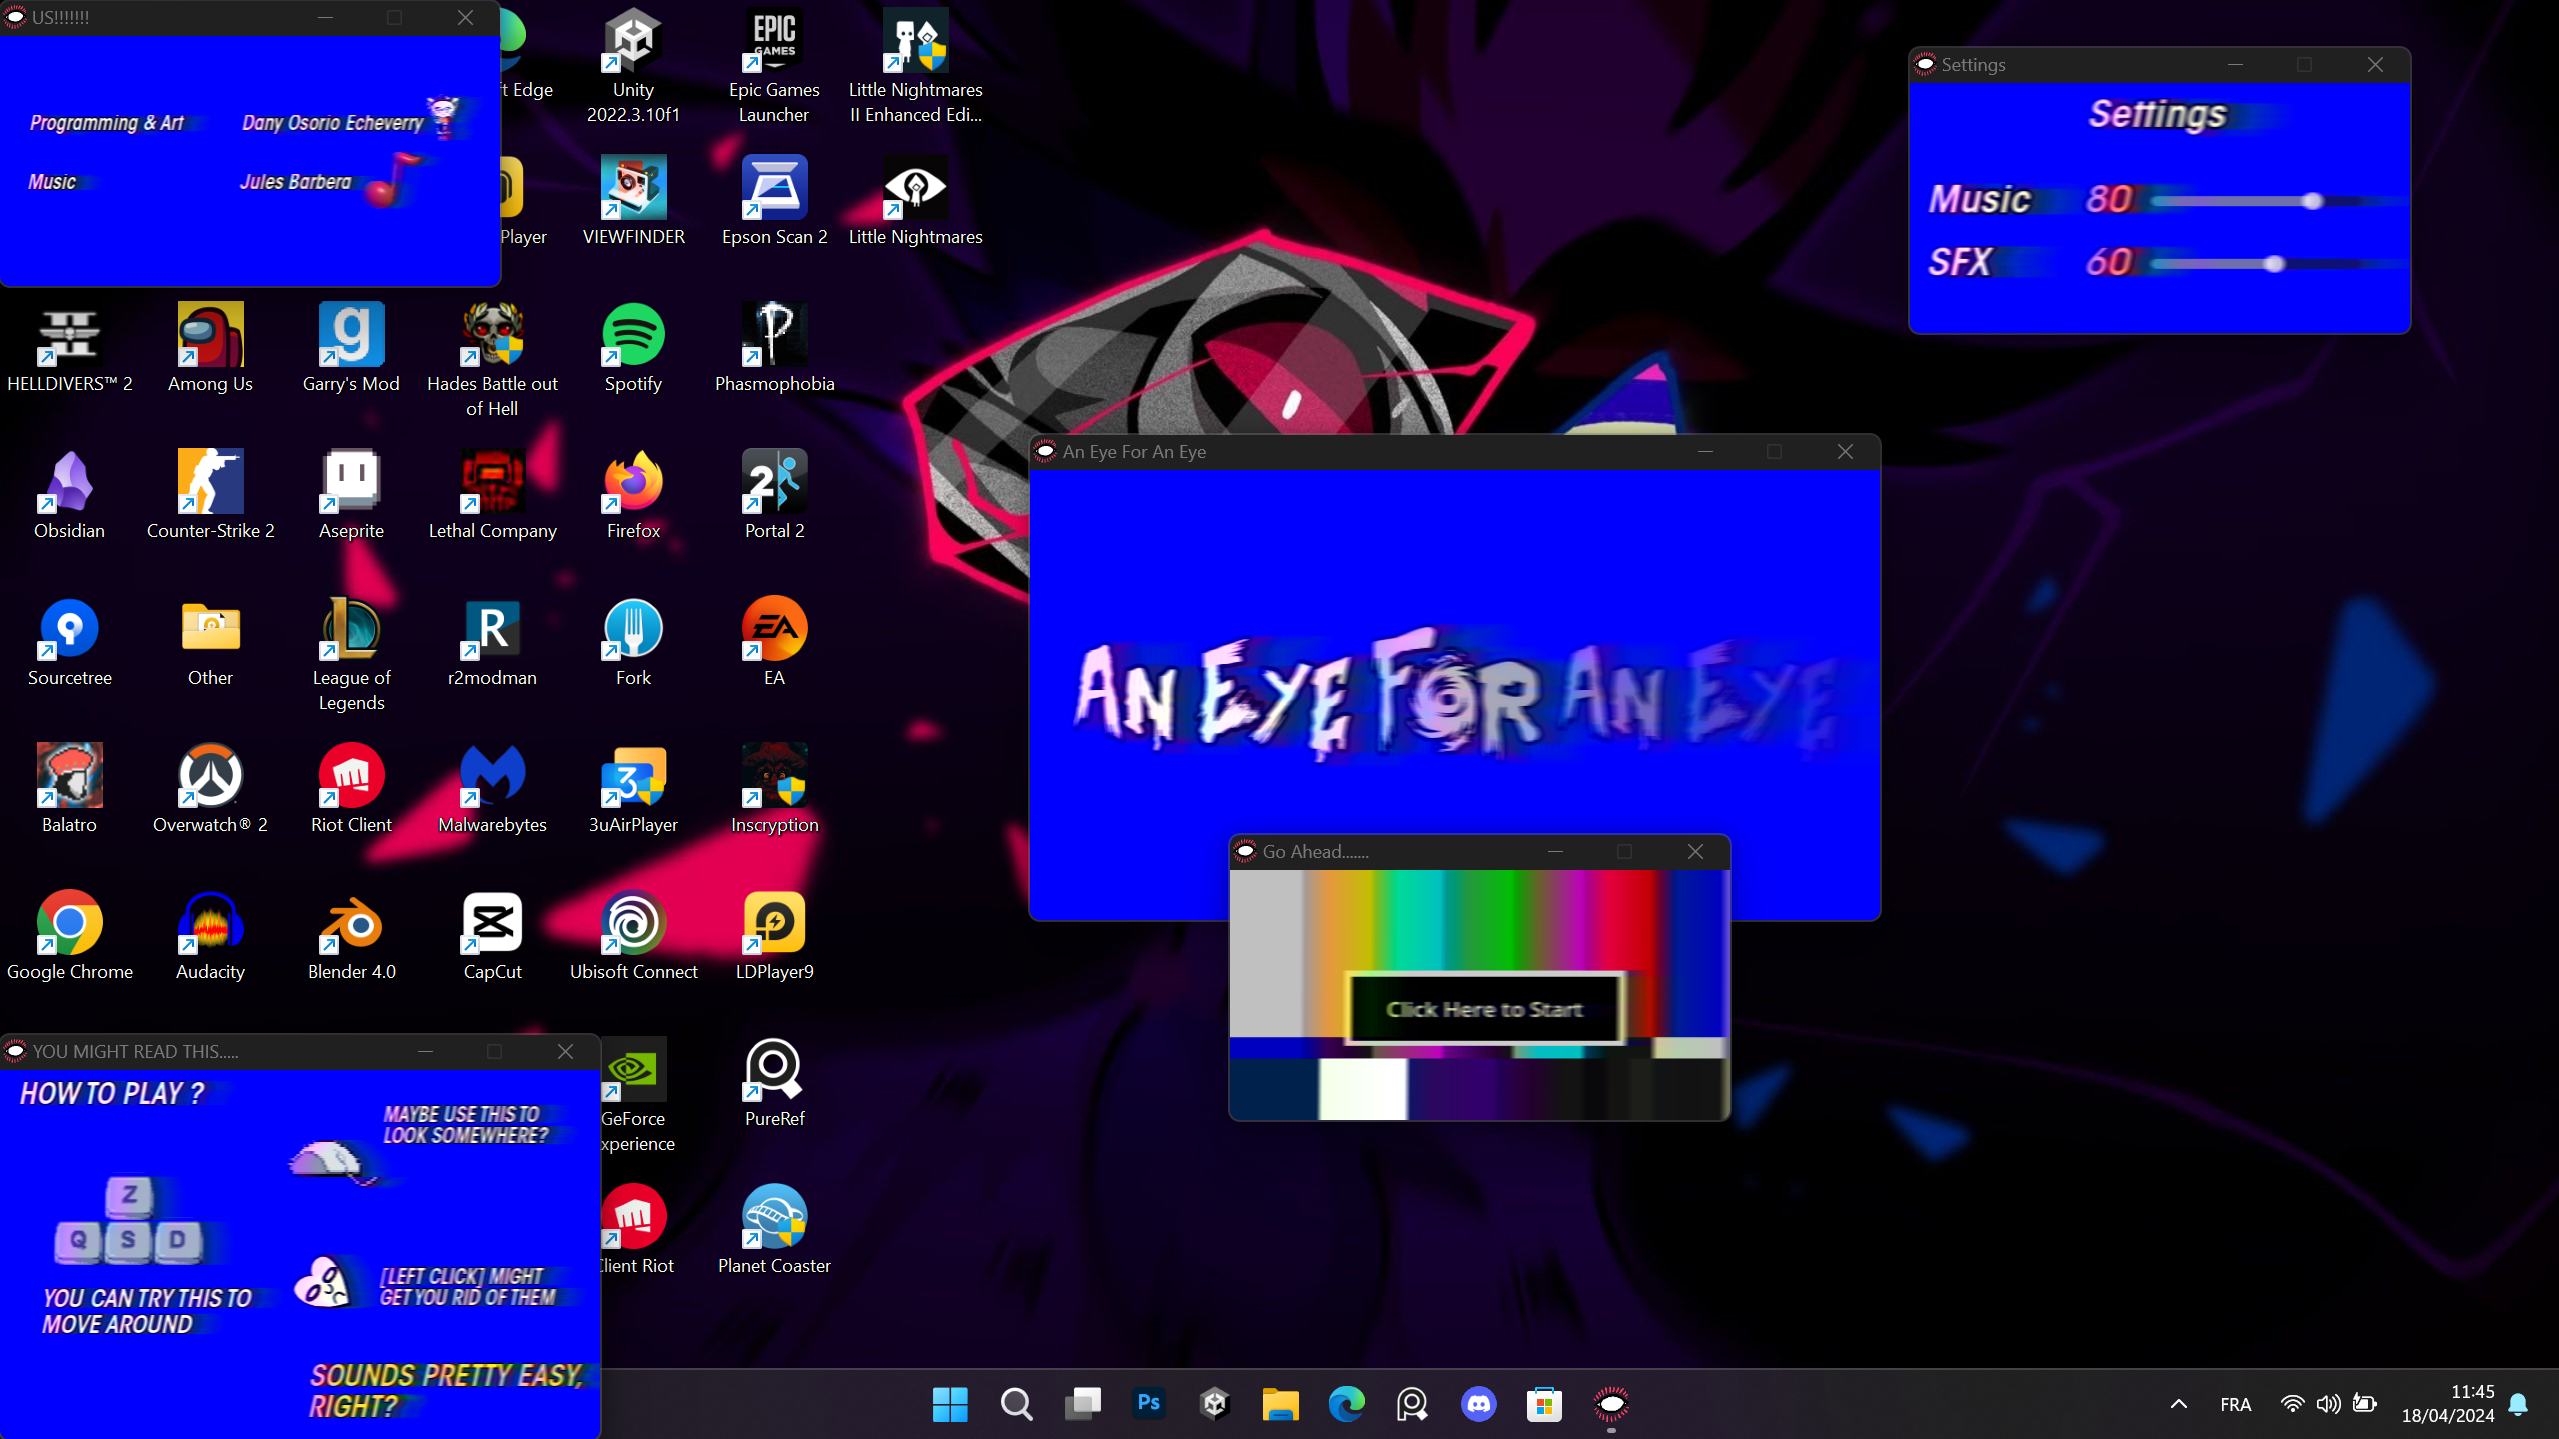 US!!!!!!!
Programming & Art
Dany Osorio Echeverry
Music
Jules Barbera
ft Edge
Unity
2022.3.10f1
EPIC
GAMES
Epic Games
Launcher
Little Nightmares
II Enhanced Edi...
Player
VIEWFINDER
Epson Scan 2
Little Nightmares
HELLDIVERS™ 2
Among Us
Garry's Mod
Hades Battle out
of Hell
Spotify
Phasmophobia
Obsidian
Counter-Strike 2
Aseprite
Lethal Company
Firefox
Portal 2
Sourcetree
Other
League of
Legends
r2modman
Fork
EA
EA
Balatro
Overwatch® 2
Riot Client
Malwarebytes
3uAirPlayer
Inscryption
Google Chrome
Audacity
Blender 4.0
CapCut
Ubisoft Connect
LDPlayer9
GeForce
xperience
PureRef
Client Riot
Planet Coaster
Settings
Settings
Music 80
SFX 60
An Eye For An Eye
AN EYE FOR AN EYE
Go Ahead.......
Click Here to Start
YOU MIGHT READ THIS.....
HOW TO PLAY ?
MAYBE USE THIS TO
LOOK SOMEWHERE?
Z
Q S D
YOU CAN TRY THIS TO
MOVE AROUND
[LEFT CLICK] MIGHT
GET YOU RID OF THEM
SOUNDS PRETTY EASY,
RIGHT?
Ps
FRA
11:45
18/04/2024